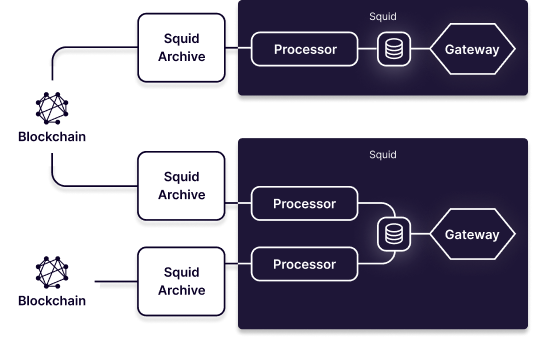 Squid
Squid
Archive
Processor
Gateway
Blockchain
Squid
Squid
Archive
Processor
Gateway
Squid
Archive
Processor
Blockchain